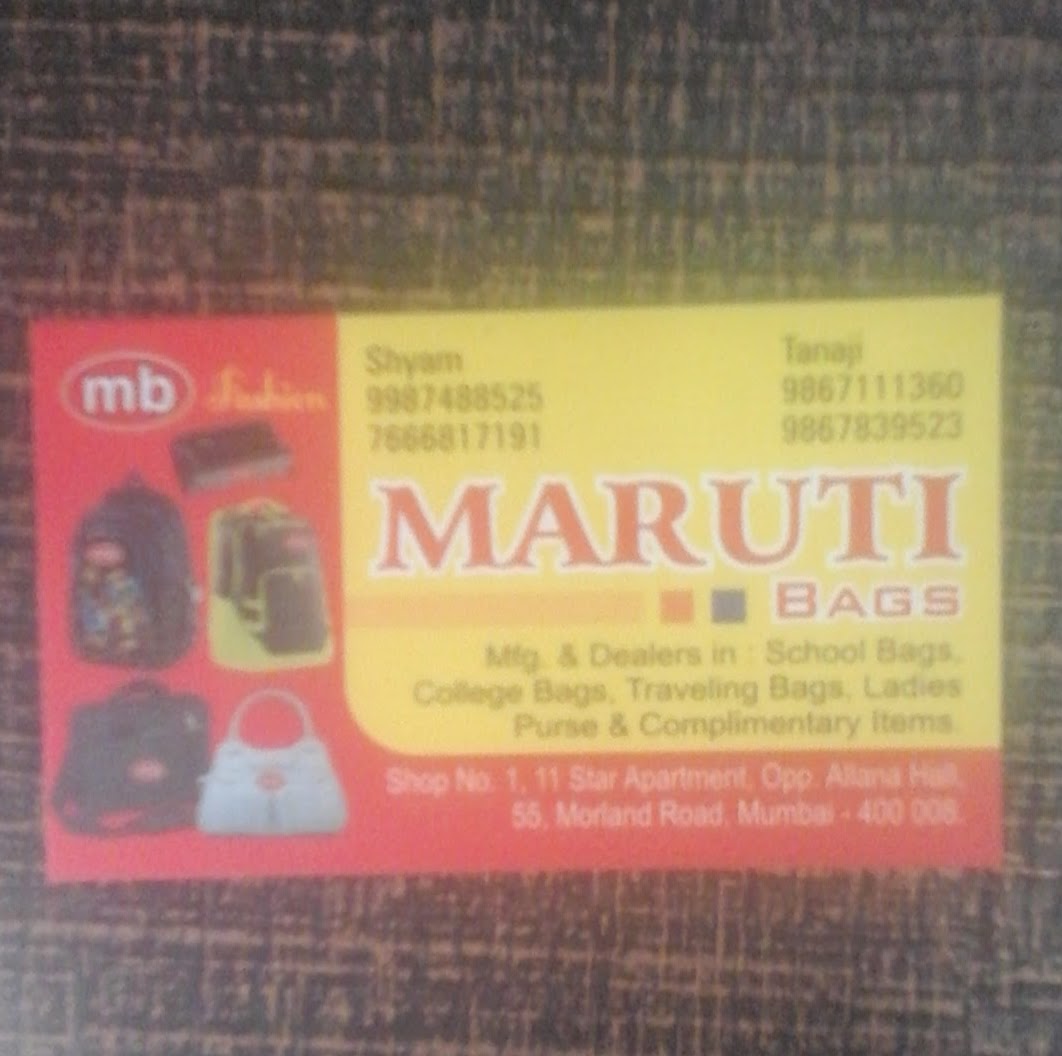 mb Fashion
Shyam
9987488525
7666817191
Tanaji
9867111360
9867839523
MARUTI
BAGS
Mfg. & Dealers in : School Bags,
College Bags, Traveling Bags, Ladies
Purse & Complimentary Items.
Shop No. 1, 11 Star Apartment, Opp. Allana Hall,
55, Morland Road, Mumbai - 400 008.